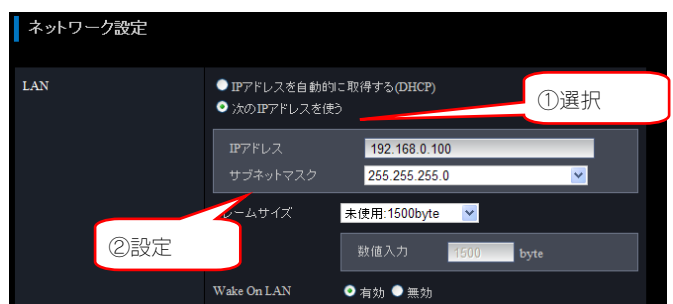 ネットワーク設定
LAN
IPアドレスを自動的に取得する(DHCP)
次のIPアドレスを使う
①選択
IPアドレス 192.168.0.100
サブネットマスク 255.255.255.0
レームサイズ 未使用:1500byte
②設定
数値入力 1500 byte
Wake On LAN 有効 無効